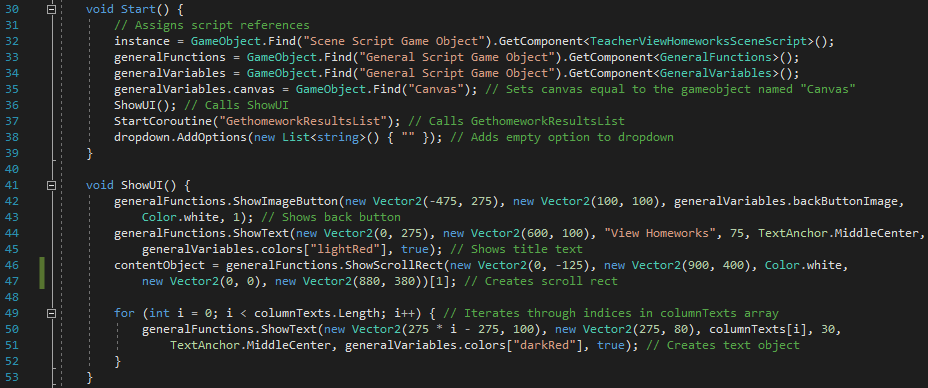 30 void Start() {
31 // Assigns script references
32 instance = GameObject.Find("Scene Script Game Object").GetComponent<TeacherViewHomeworksSceneScript>();
33 generalFunctions = GameObject.Find("General Script Game Object").GetComponent<GeneralFunctions>();
34 generalVariables = GameObject.Find("General Script Game Object").GetComponent<GeneralVariables>();
35 generalVariables.canvas = GameObject.Find("Canvas"); // Sets canvas equal to the gameobject named "Canvas"
36 ShowUI(); // Calls ShowUI
37 StartCoroutine("GethomeworkResultsList"); // Calls GethomeworkResultsList
38 dropdown.AddOptions(new List<string>() { "" }); // Adds empty option to dropdown
39 }
40
41 void ShowUI() {
42 generalFunctions.ShowImageButton(new Vector2(-475, 275), new Vector2(100, 100), generalVariables.backButtonImage,
43 Color.white, 1); // Shows back button
44 generalFunctions.ShowText(new Vector2(0, 275), new Vector2(600, 100), "View Homeworks", 75, TextAnchor.MiddleCenter,
45 generalVariables.colors["lightRed"], true); // Shows title text
46 contentObject = generalFunctions.ShowScrollRect(new Vector2(0, -125), new Vector2(900, 400), Color.white,
47 new Vector2(0, 0), new Vector2(880, 380))[1]; // Creates scroll rect
48
49 for (int i = 0; i < columnTexts.Length; i++) { // Iterates through indices in columnTexts array
50 generalFunctions.ShowText(new Vector2(275 * i - 275, 100), new Vector2(275, 80), columnTexts[i], 30,
51 TextAnchor.MiddleCenter, generalVariables.colors["darkRed"], true); // Creates text object
52 }
53 }